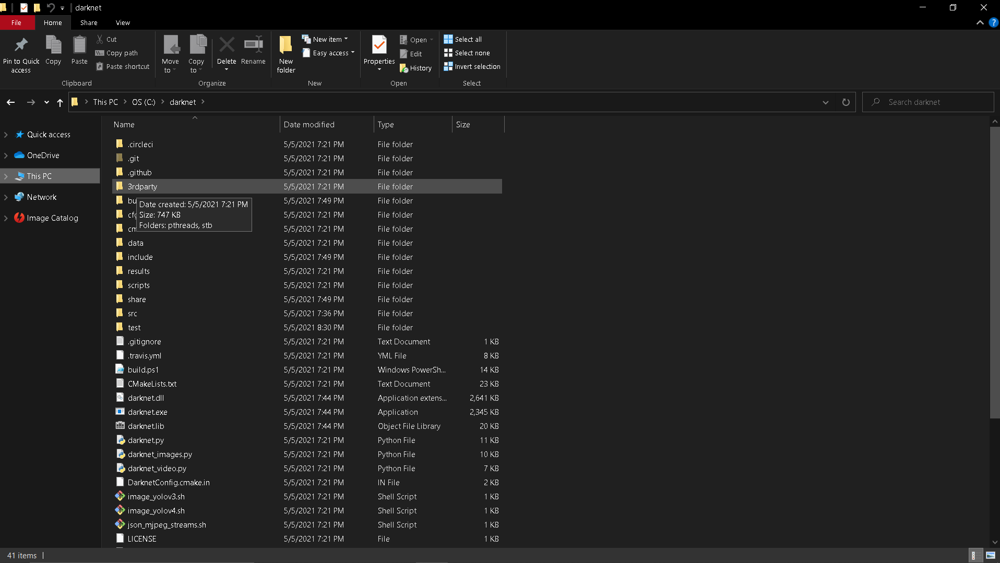 darknet
File Home Share View
Pin to Quick access
Copy
Paste
Cut
Copy path
Paste shortcut
Clipboard
Move to
Copy to
Delete
Rename
Organize
New folder
New item
Easy access
New
Properties
Open
Edit
History
Open
Select all
Select none
Invert selection
Select
This PC OS (C:) darknet
Search darknet
Quick access
OneDrive
This PC
Network
Image Catalog
Name Date modified Type Size
.circleci 5/5/2021 7:21 PM File folder
.git 5/5/2021 7:21 PM File folder
.github 5/5/2021 7:21 PM File folder
3rdparty 5/5/2021 7:21 PM File folder
bu 5/5/2021 7:49 PM File folder
cfg 5/5/2021 7:21 PM File folder
cm 5/5/2021 7:21 PM File folder
Date created: 5/5/2021 7:21 PM
Size: 747 KB
Folders: pthreads, stb
data 5/5/2021 7:21 PM File folder
include 5/5/2021 7:49 PM File folder
results 5/5/2021 7:21 PM File folder
scripts 5/5/2021 7:21 PM File folder
share 5/5/2021 7:49 PM File folder
src 5/5/2021 7:36 PM File folder
test 5/5/2021 8:30 PM File folder
.gitignore 5/5/2021 7:21 PM Text Document 1 KB
.travis.yml 5/5/2021 7:21 PM YML File 8 KB
build.ps1 5/5/2021 7:21 PM Windows PowerSh... 14 KB
CMakeLists.txt 5/5/2021 7:21 PM Text Document 23 KB
darknet.dll 5/5/2021 7:44 PM Application extens... 2,641 KB
darknet.exe 5/5/2021 7:44 PM Application 2,345 KB
darknet.lib 5/5/2021 7:44 PM Object File Library 20 KB
darknet.py 5/5/2021 7:21 PM Python File 11 KB
darknet_images.py 5/5/2021 7:21 PM Python File 10 KB
darknet_video.py 5/5/2021 7:21 PM Python File 7 KB
DarknetConfig.cmake.in 5/5/2021 7:21 PM IN File 2 KB
image_yolov3.sh 5/5/2021 7:21 PM Shell Script 1 KB
image_yolov4.sh 5/5/2021 7:21 PM Shell Script 1 KB
json_mjpeg_streams.sh 5/5/2021 7:21 PM Shell Script 1 KB
LICENSE 5/5/2021 7:21 PM File 1 KB
41 items